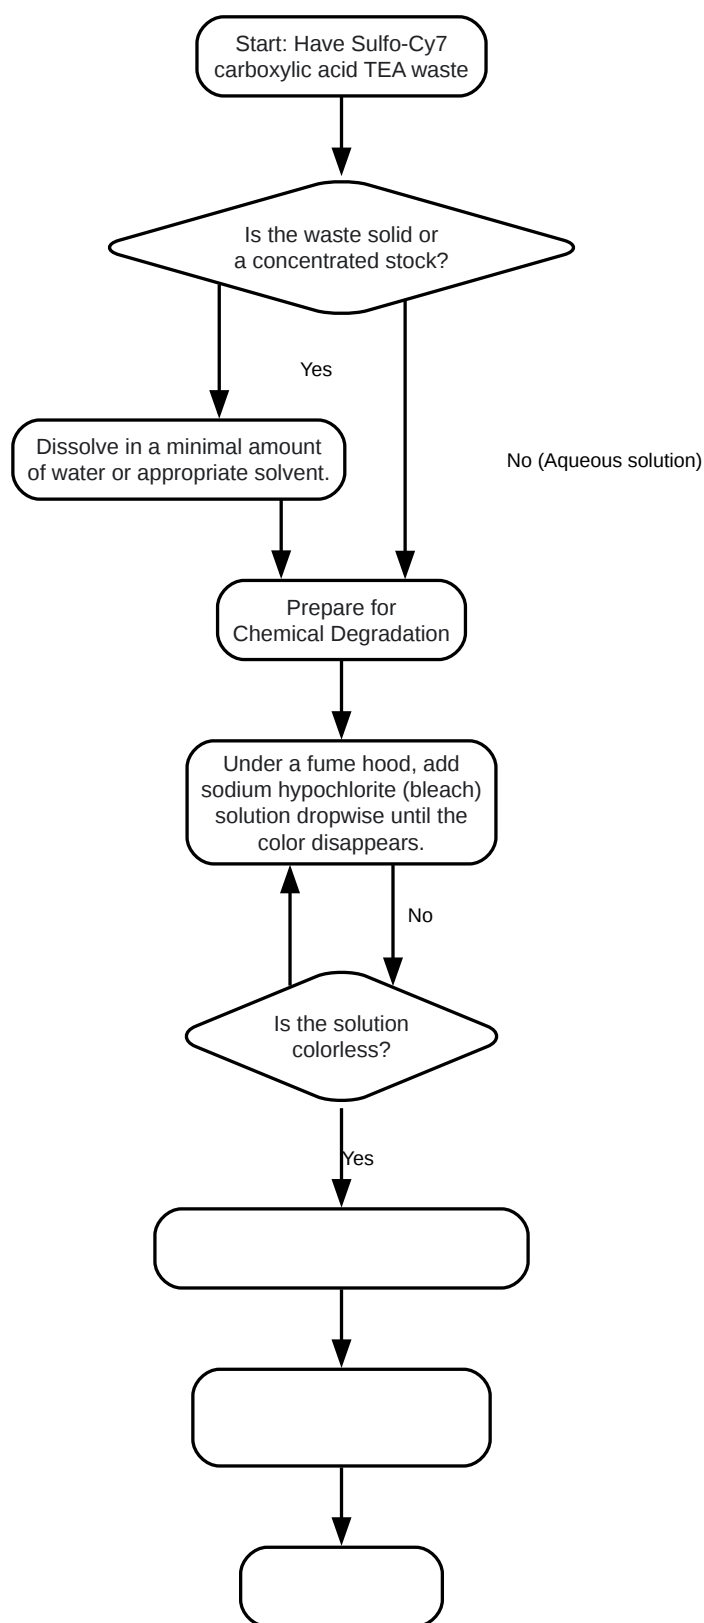 Start: Have Sulfo-Cy7
carboxylic acid TEA waste
Is the waste solid or
a concentrated stock?
Yes
Dissolve in a minimal amount
of water or appropriate solvent.
No (Aqueous solution)
Prepare for
Chemical Degradation
Under a fume hood, add
sodium hypochlorite (bleach)
solution dropwise until the
color disappears.
No
Is the solution
colorless?
Yes